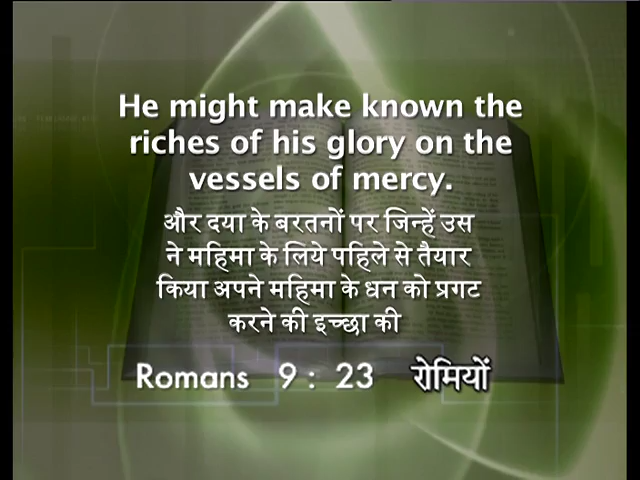 He might make known the
riches of his glory on the
vessels of mercy.
और दया के बरतनों पर जिन्हें उस
ने महिमा के लिये पहिले से तैयार
किया अपने महिमा के धन को प्रगट
करने की इच्छा की
Romans 9 : 23 रोमियों